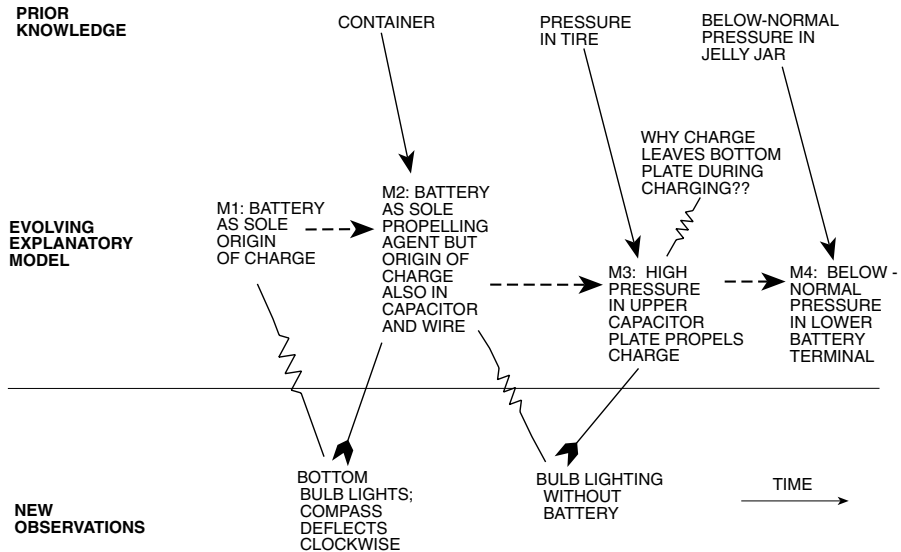 PRIOR
KNOWLEDGE
CONTAINER
PRESSURE
IN TIRE
BELOW-NORMAL
PRESSURE IN
JELLY JAR
WHY CHARGE
LEAVES BOTTOM
PLATE DURING
CHARGING??
EVOLVING
EXPLANATORY
MODEL
M1: BATTERY
AS SOLE
ORIGIN
OF CHARGE
M2: BATTERY
AS SOLE
PROPELLING
AGENT BUT
ORIGIN OF
CHARGE
ALSO IN
CAPACITOR
AND WIRE
M3: HIGH
PRESSURE
IN UPPER
CAPACITOR
PLATE PROPELS
CHARGE
M4: BELOW -
NORMAL
PRESSURE
IN LOWER
BATTERY
TERMINAL
NEW
OBSERVATIONS
BOTTOM
BULB LIGHTS;
COMPASS
DEFLECTS
CLOCKWISE
BULB LIGHTING
WITHOUT
BATTERY
TIME